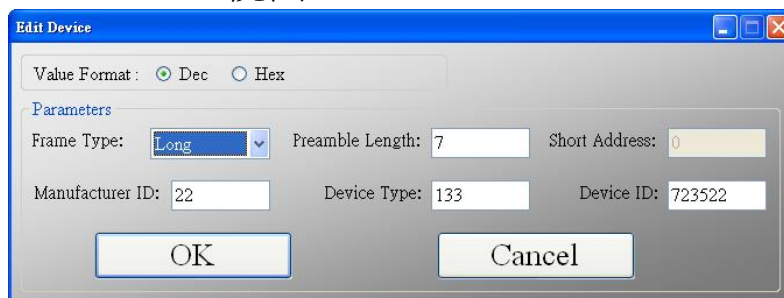 Edit Device
Value Format : Dec Hex
Parameters
Frame Type: Long Preamble Length: 7 Short Address: 0
Manufacturer ID: 22 Device Type: 133 Device ID: 723522
OK Cancel